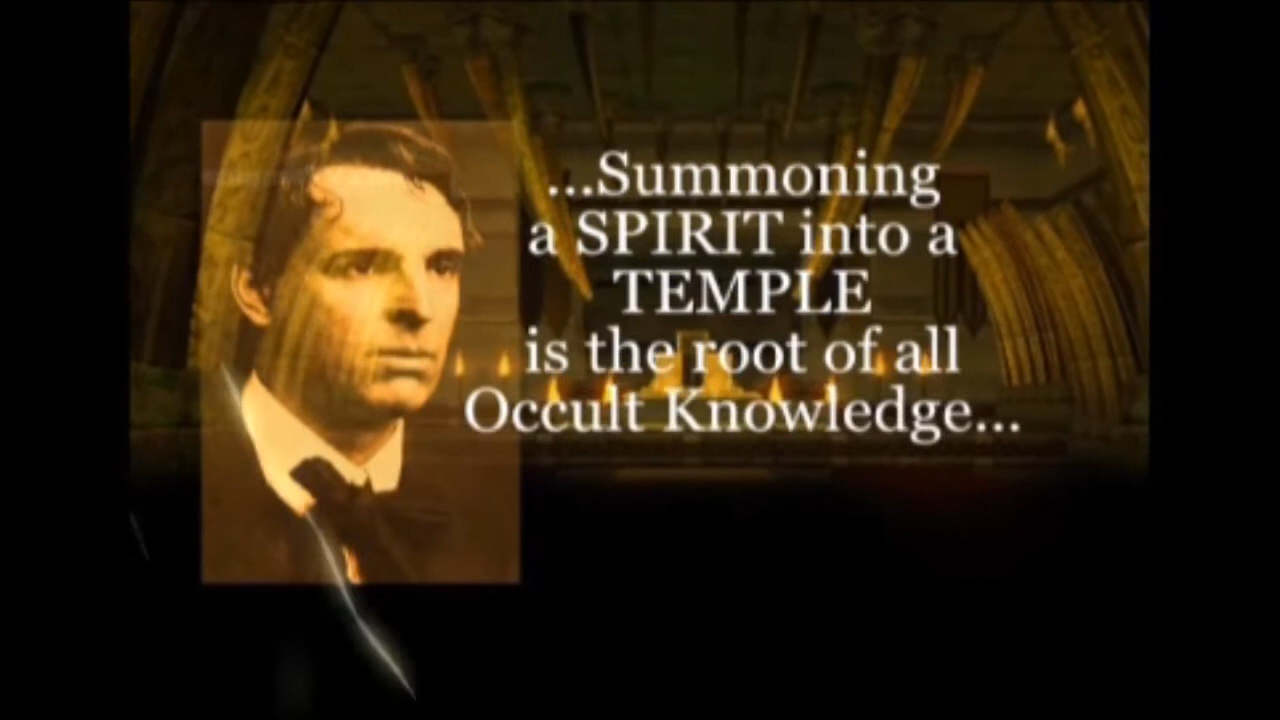 ...Summoning
a SPIRIT into a
TEMPLE
is the root of all
Occult Knowledge...